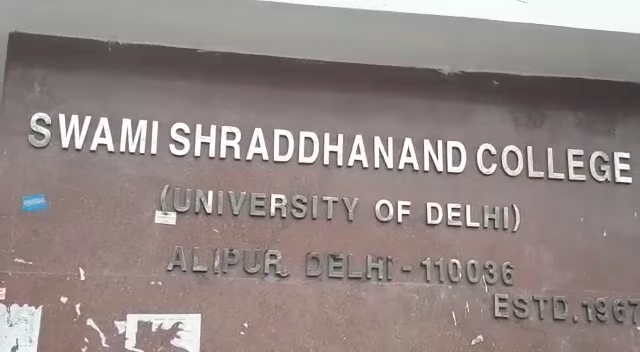 SWAMI SHRADDHANAND COLLEGE
(UNIVERSITY OF DELHI)
ALIPUR DELHI - 110036
ESTD.1967